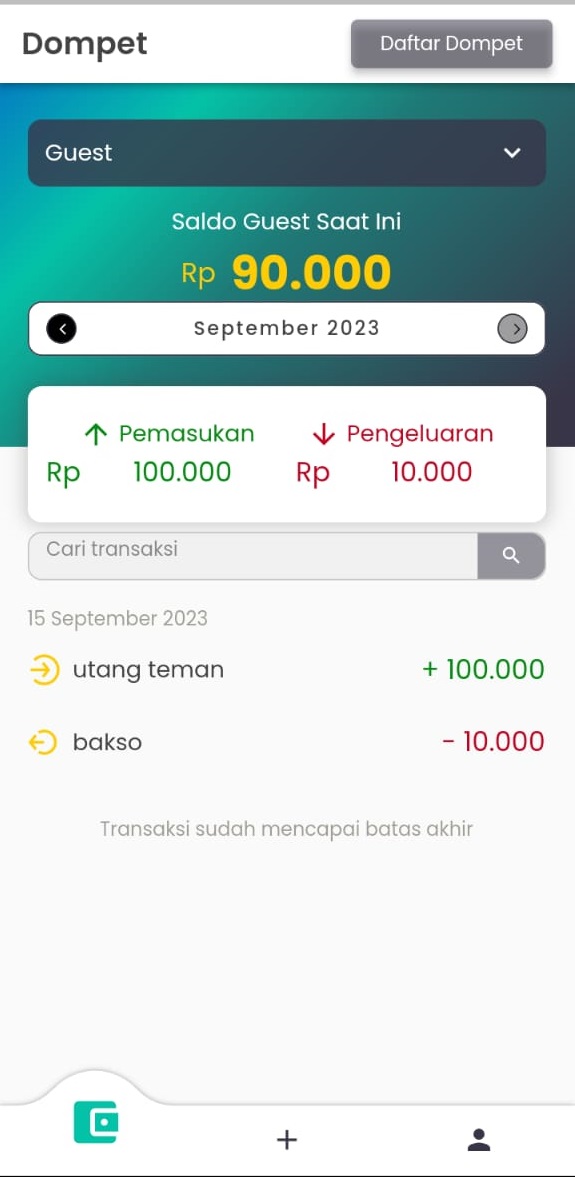 Dompet
Daftar Dompet
Guest
Saldo Guest Saat Ini
Rp 90.000
September 2023
Pemasukan Pengeluaran
Rp 100.000 Rp 10.000
Cari transaksi
15 September 2023
utang teman + 100.000
bakso - 10.000
Transaksi sudah mencapai batas akhir